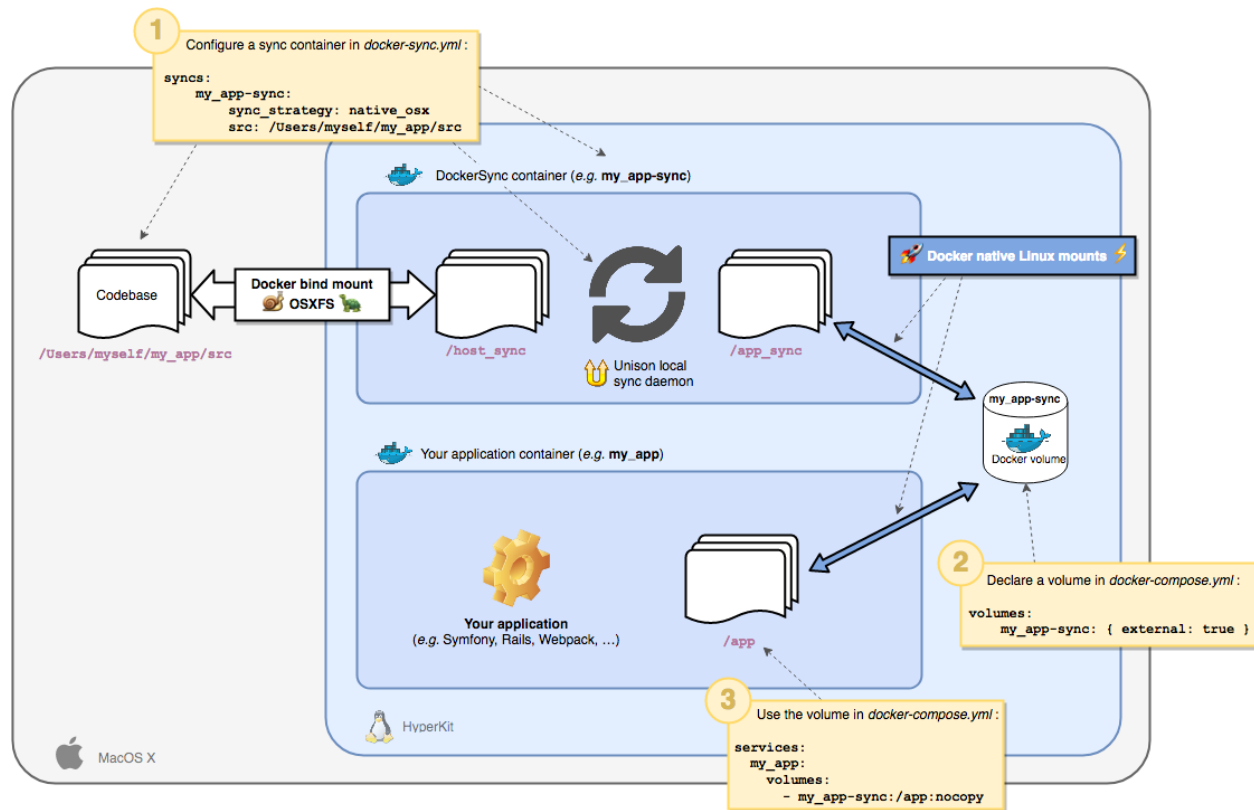 1
Configure a sync container in docker-sync.yml :
syncs:
my_app-sync:
sync_strategy: native_osx
src: /Users/myself/my_app/src
DockerSync container (e.g. my_app-sync)
Codebase
/Users/myself/my_app/src
Docker bind mount
OSXFS
/host_sync
Unison local
sync daemon
/app_sync
Docker native Linux mounts
my_app-sync
Docker volume
Your application container (e.g. my_app)
Your application
(e.g. Symfony, Rails, Webpack, …)
/app
2
Declare a volume in docker-compose.yml :
volumes:
my_app-sync: { external: true }
3
Use the volume in docker-compose.yml :
services:
my_app:
volumes:
- my_app-sync:/app:nocopy
HyperKit
MacOS X